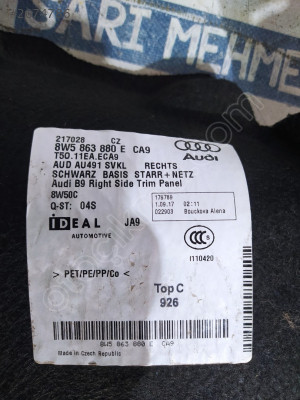 SARI MEHME
217028 CZ
8W5 863 880 E CA9
T50.11EA.ECA9
Audi
AUD AU491 SVKL RECHTS
SCHWARZ BASIS STARR+NETZ
Audi B9 Right Side Trim Panel
8W50C
Q-ST: 04S
176789
1.09.17 02:11
022903 Bouckova Alena
iDEAL JA9
AUTOMOTIVE
CCC
I110420
> PET/PE/PP/Co <
Top C
926
8W5 863 880 E CA9
Made in Czech Republic